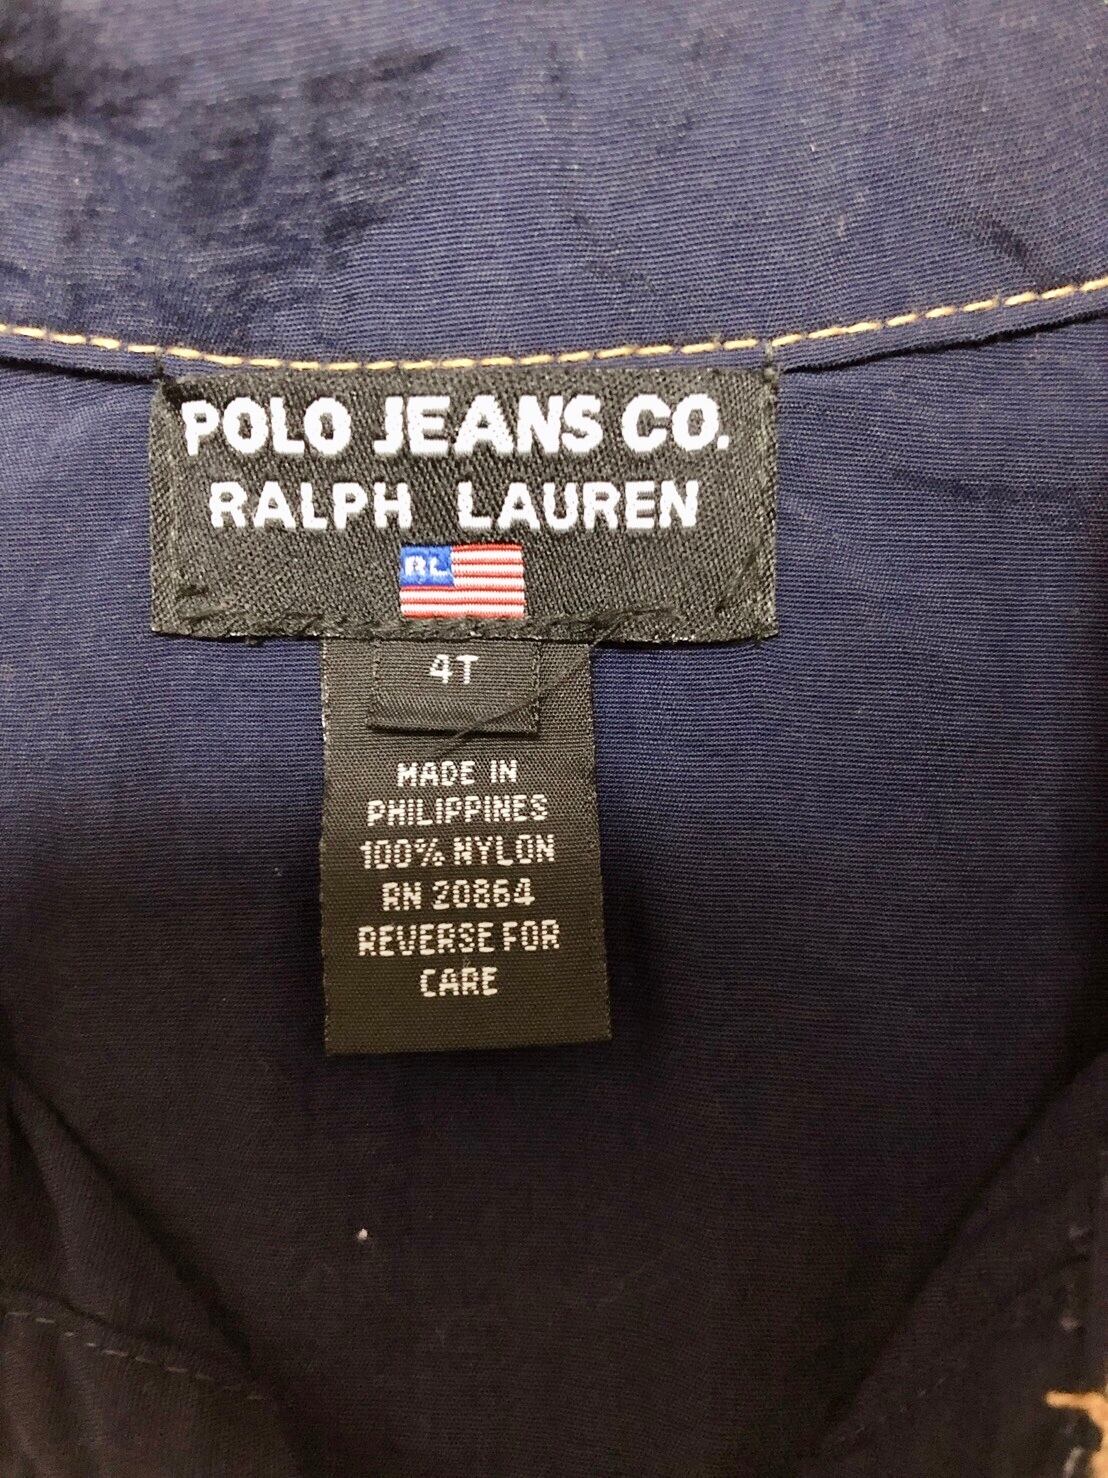 POLO JEANS CO.
RALPH LAUREN
RL
4T
MADE IN
PHILIPPINES
100% NYLON
RN 20864
REVERSE FOR
CARE